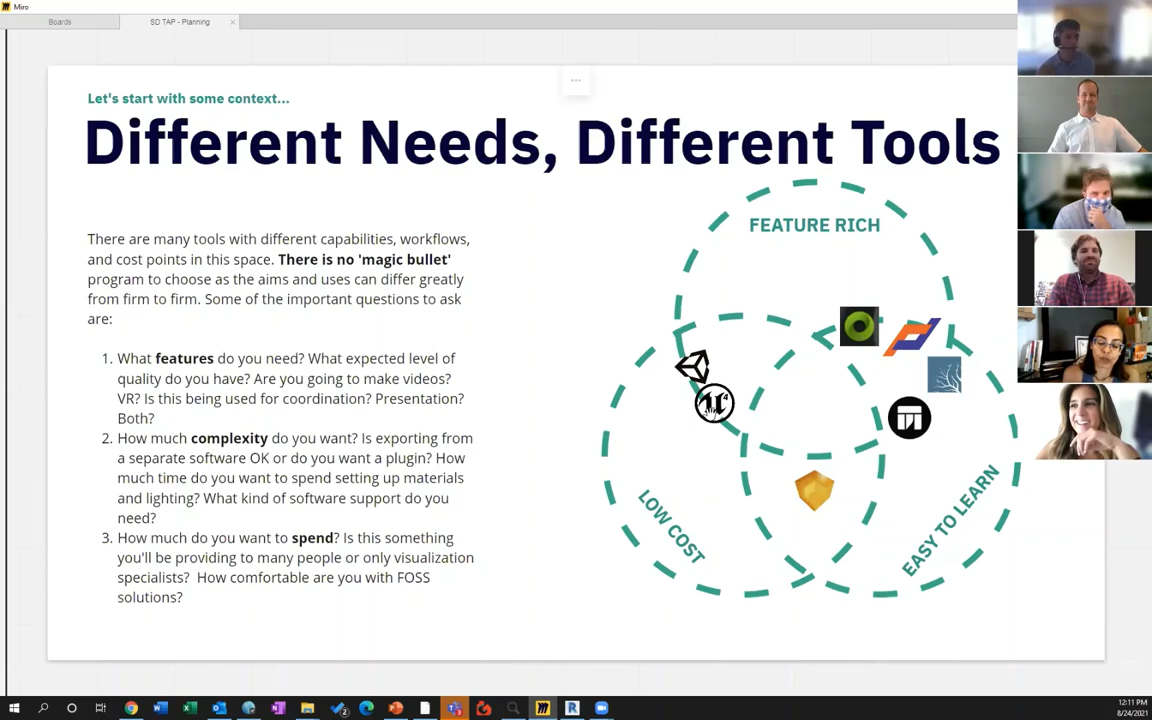 Miro
Boards
SD TAP - Planning
Let's start with some context...
Different Needs, Different Tools
There are many tools with different capabilities, workflows,
and cost points in this space. There is no 'magic bullet'
program to choose as the aims and uses can differ greatly
from firm to firm. Some of the important questions to ask
are:
1. What features do you need? What expected level of
quality do you have? Are you going to make videos?
VR? Is this being used for coordination? Presentation?
Both?
2. How much complexity do you want? Is exporting from
a separate software OK or do you want a plugin? How
much time do you want to spend setting up materials
and lighting? What kind of software support do you
need?
3. How much do you want to spend? Is this something
you'll be providing to many people or only visualization
specialists?  How comfortable are you with FOSS
solutions?
FEATURE RICH
LOW COST
EASY TO LEARN
12:11 PM
8/24/2021